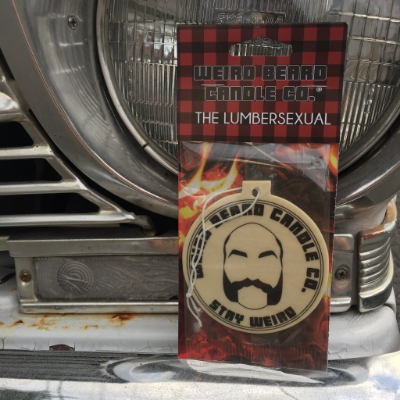 WEIRD BEARD
CANDLE CO.®
THE LUMBERSEXUAL
WEIRD BEARD CANDLE CO.
STAY WEIRD